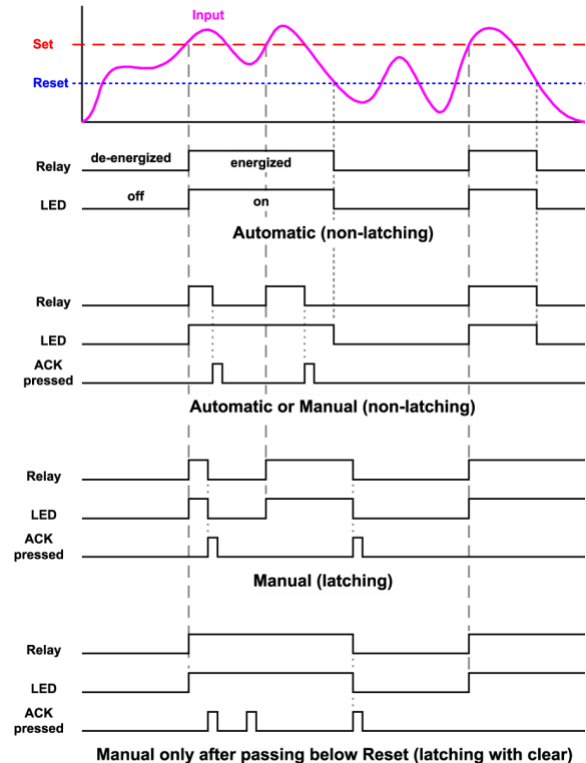 Input
Set
Reset
de-energized
energized
Relay
off
on
LED
Automatic (non-latching)
Relay
LED
ACK
pressed
Automatic or Manual (non-latching)
Relay
LED
ACK
pressed
Manual (latching)
Relay
LED
ACK
pressed
Manual only after passing below Reset (latching with clear)